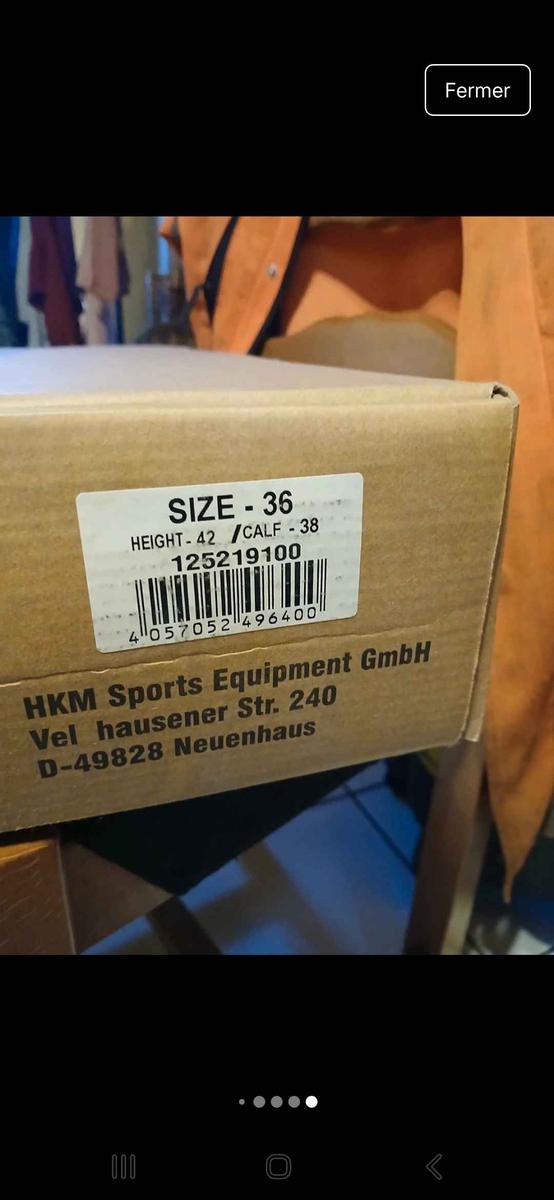 Fermer
SIZE - 36
HEIGHT - 42 / CALF - 38
125219100
4 057052 496400
HKM Sports Equipment GmbH
Vel hausener Str. 240
D-49828 Neuenhaus